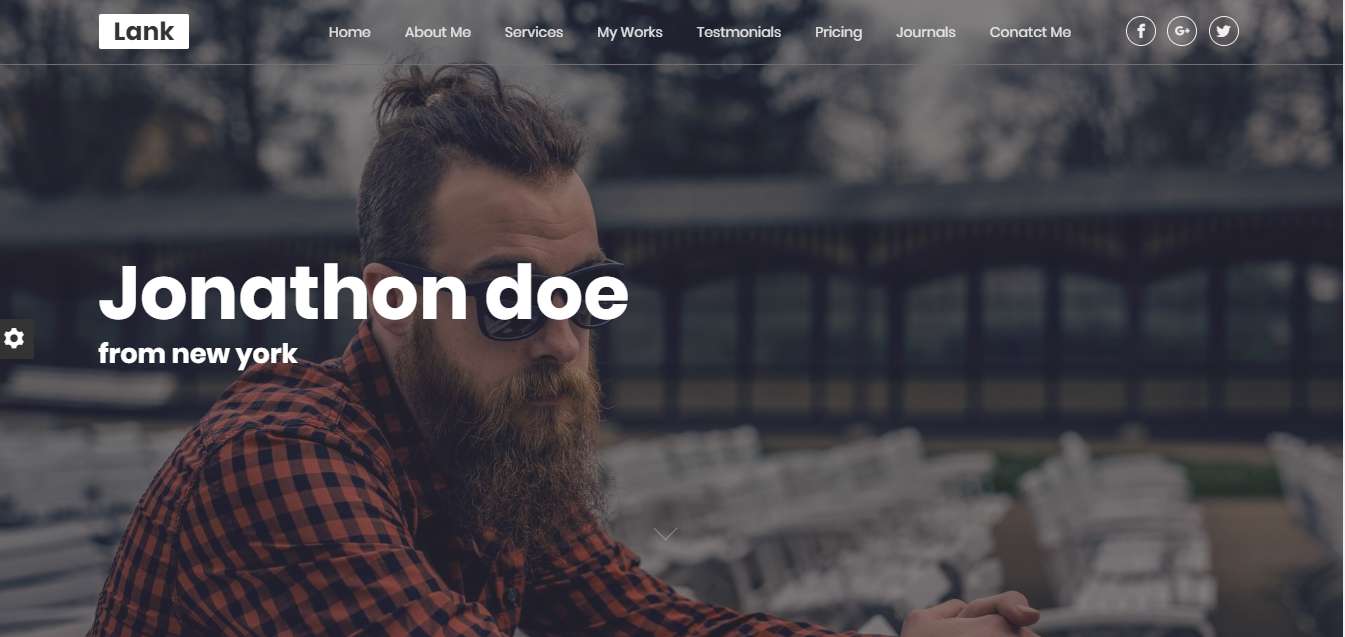 Lank
Home About Me Services My Works Testmonials Pricing Journals Conatct Me
Jonathon doe
from new york